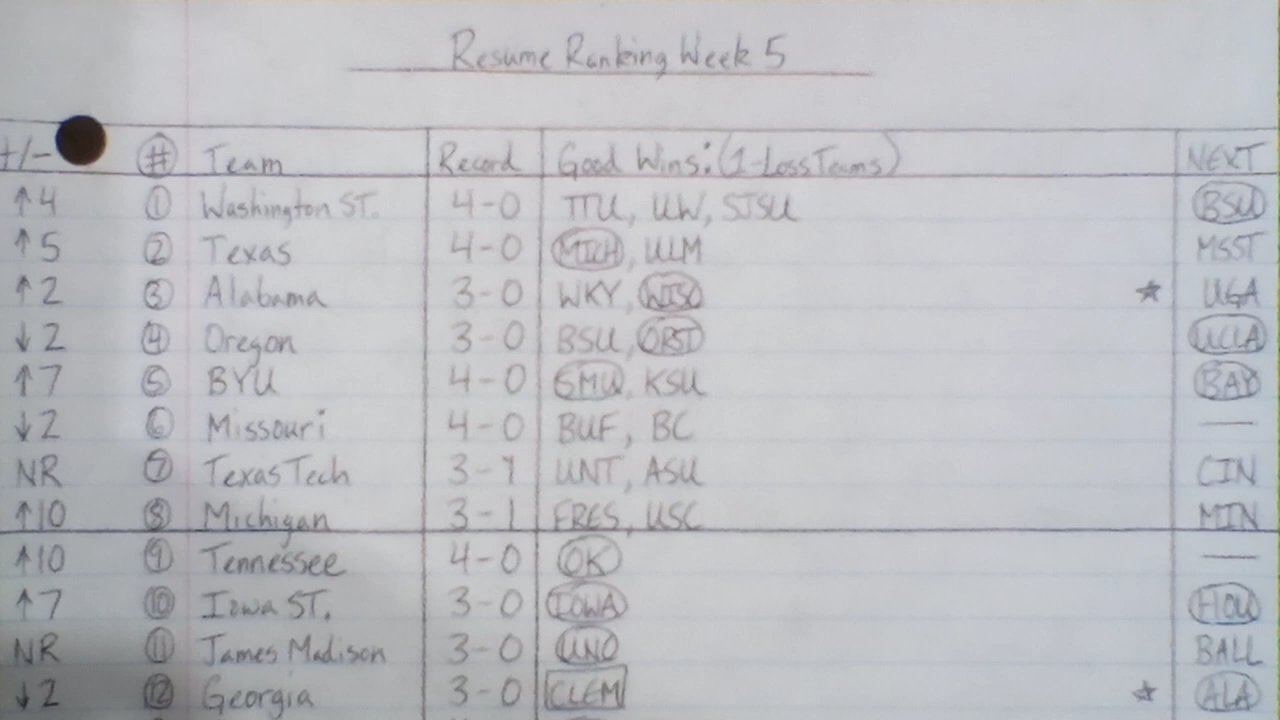 Resume Ranking Week 5
+/- # Team Record Good Wins: (1-Loss Teams) NEXT
↑4 1 Washington ST. 4-0 TTU, UW, SJSU BSU
↑5 2 Texas 4-0 MICH, ULM MSST
↑2 3 Alabama 3-0 WKY, WISC ★ UGA
↓2 4 Oregon 3-0 BSU, ORST UCLA
↑7 5 BYU 4-0 SMU, KSU BAY
↓2 6 Missouri 4-0 BUF, BC —
NR 7 Texas Tech 3-1 UNT, ASU CIN
↑10 8 Michigan 3-1 FRES, USC MIN
↑10 9 Tennessee 4-0 OK —
↑7 10 Iowa ST. 3-0 IOWA HOU
NR 11 James Madison 3-0 UNC BALL
↓2 12 Georgia 3-0 CLEM ★ ALA